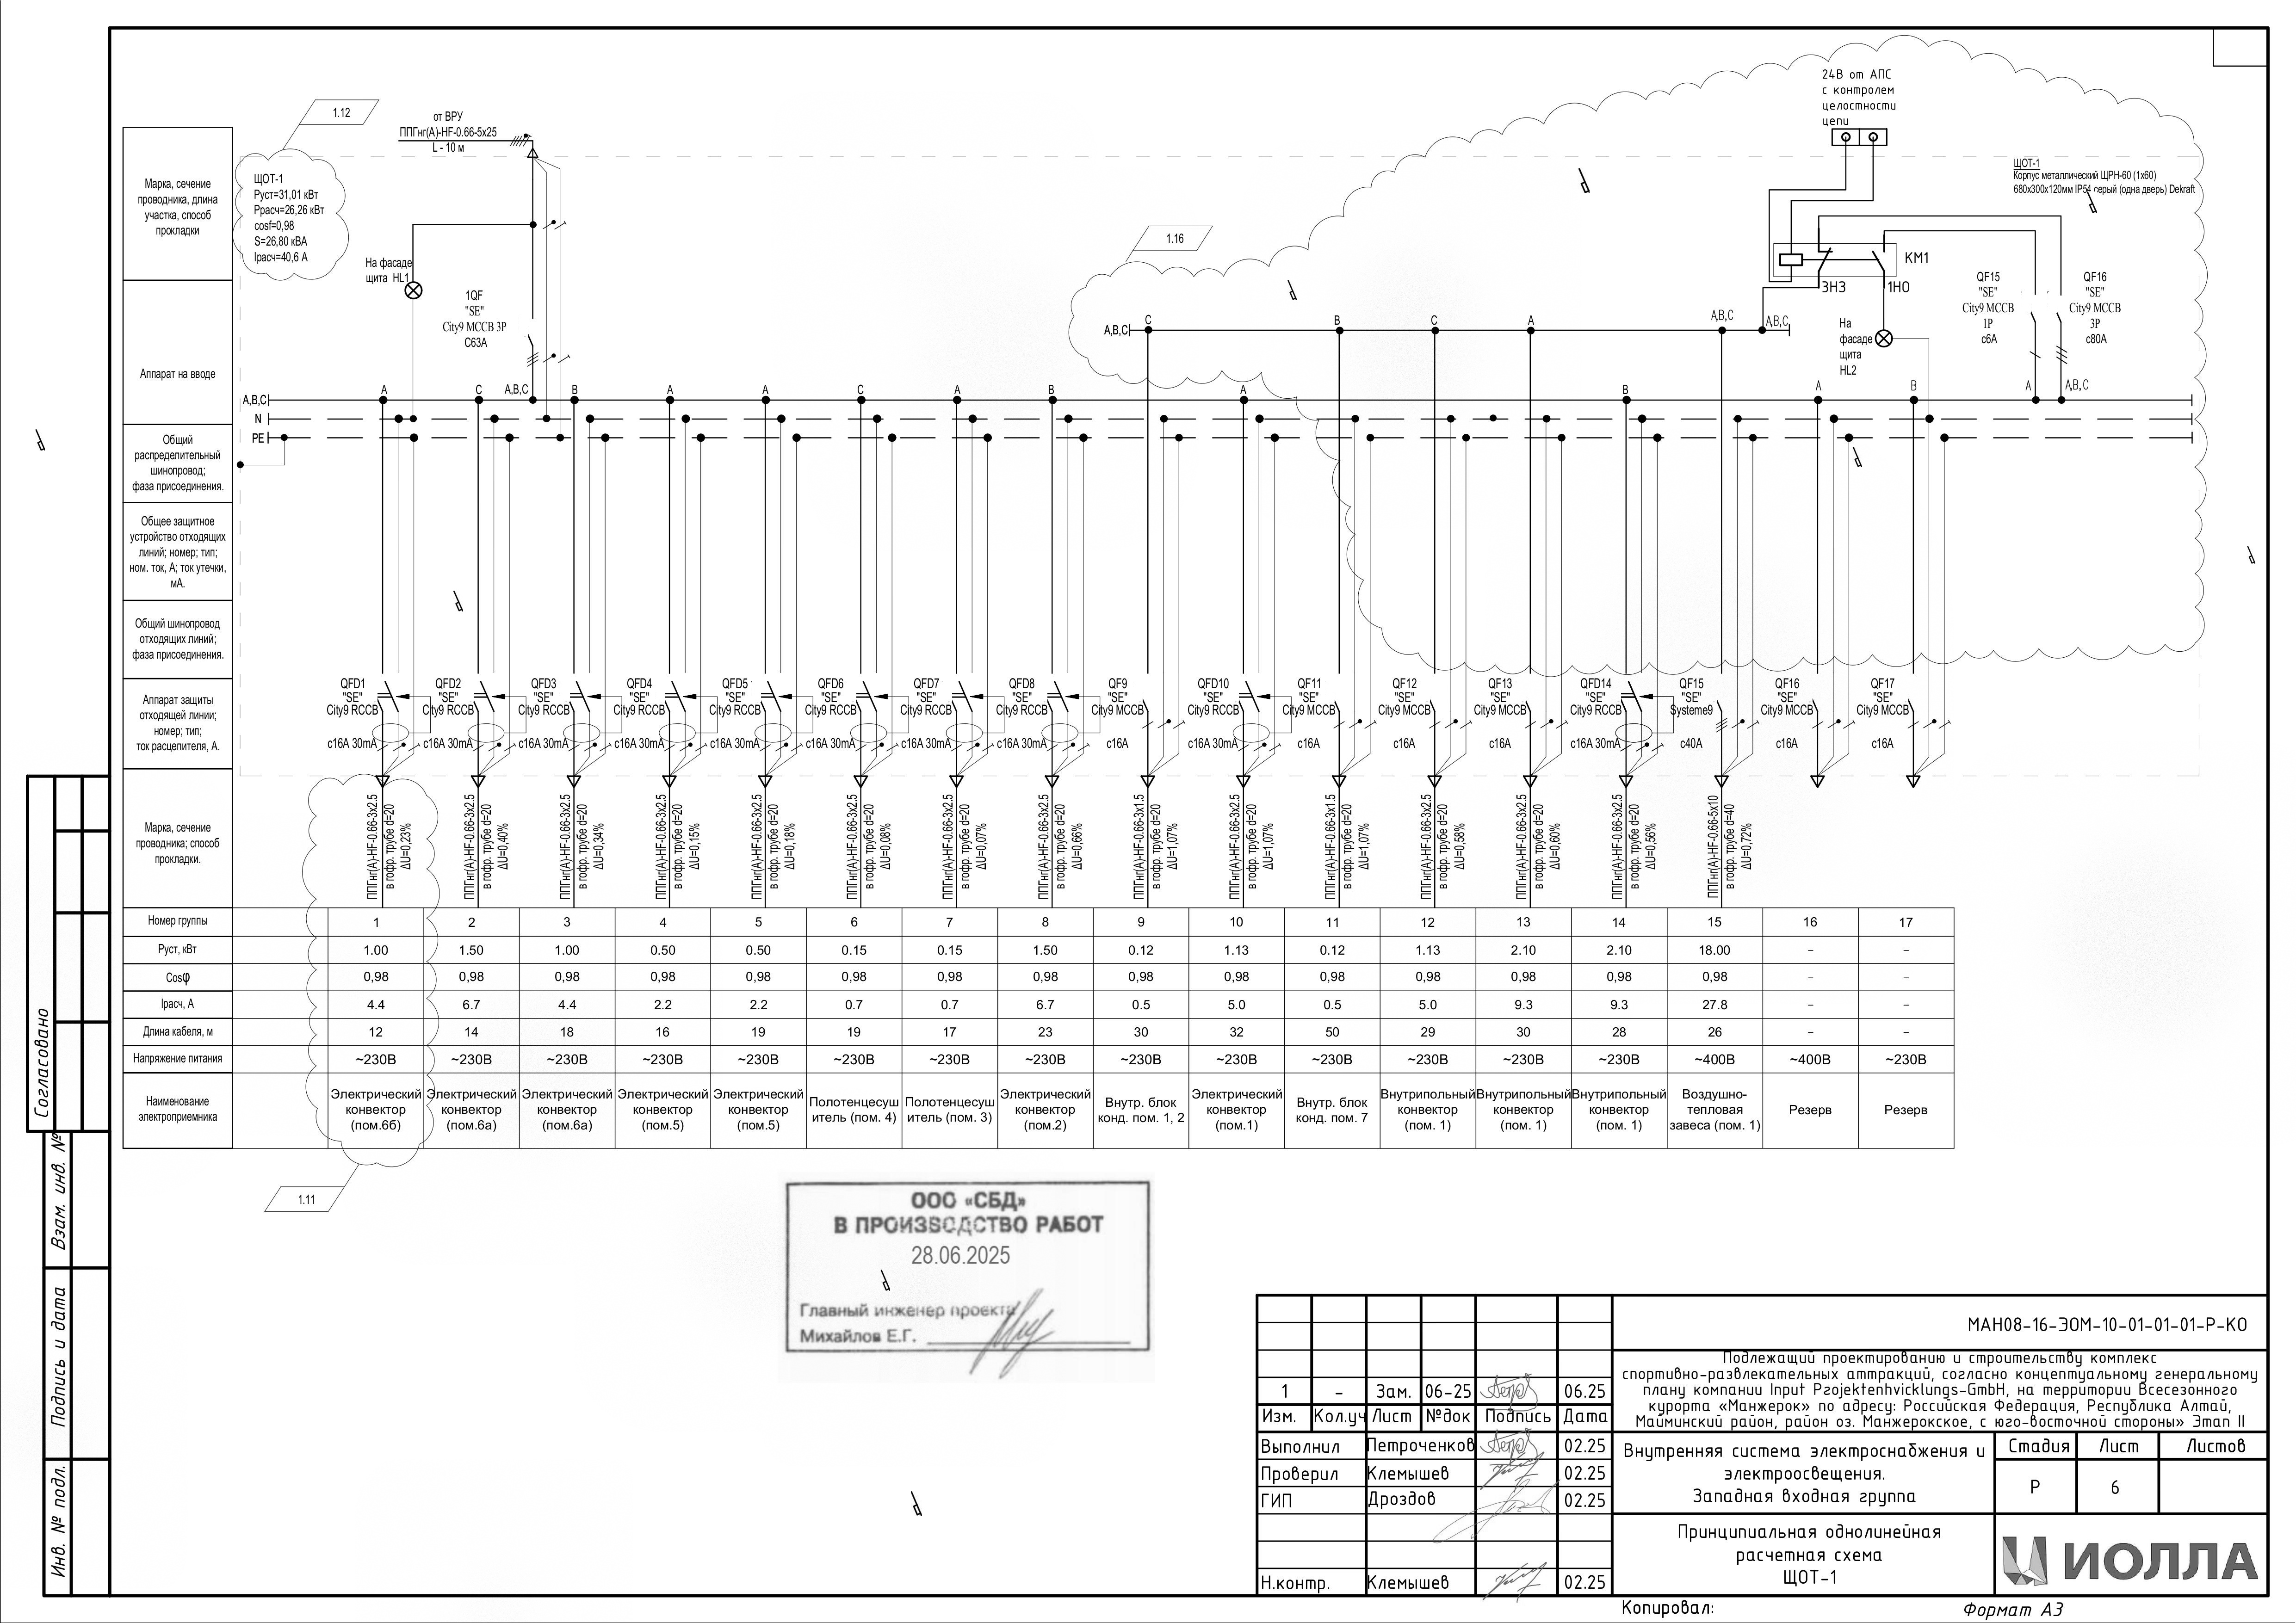 1.12
от ВРУ
ППГнг(А)-HF-0.66-5х25
L - 10 м
24В от АПС
с контролем
целостности
цепи
ЩОТ-1
Корпус металлический ЩРН-60 (1х60)
680х300х120мм IP54 серый (одна дверь) Dekraft
Марка, сечение
проводника, длина
участка, способ
прокладки
ЩОТ-1
Руст=31,01 кВт
Ррасч=26,26 кВт
cosf=0,98
S=26,80 кВА
Iрасч=40,6 А
1.16
На фасаде
щита HL1
1QF
"SE"
City9 MCCB 3P
C63A
KM1
3НЗ
1НО
На
фасаде
щита
HL2
QF15
"SE"
City9 MCCB
1P
c6A
QF16
"SE"
City9 MCCB
3P
c80A
A,B,C C B C A A,B,C A,B,C
Аппарат на вводе
A,B,C A C A,B,C B A A C A B A B A B A A,B,C
N
PE
Общий
распределительный
шинопровод;
фаза присоединения.
Общее защитное
устройство отходящих
линий; номер; тип;
ном. ток, А; ток утечки,
мА.
Общий шинопровод
отходящих линий;
фаза присоединения.
Аппарат защиты
отходящей линии;
номер; тип;
ток расцепителя, А.
QFD1
"SE"
City9 RCCB
c16A 30mA
QFD2
"SE"
City9 RCCB
c16A 30mA
QFD3
"SE"
City9 RCCB
c16A 30mA
QFD4
"SE"
City9 RCCB
c16A 30mA
QFD5
"SE"
City9 RCCB
c16A 30mA
QFD6
"SE"
City9 RCCB
c16A 30mA
QFD7
"SE"
City9 RCCB
c16A 30mA
QFD8
"SE"
City9 RCCB
c16A 30mA
QF9
"SE"
City9 MCCB
c16A
QFD10
"SE"
City9 RCCB
c16A 30mA
QF11
"SE"
City9 MCCB
c16A
QF12
"SE"
City9 MCCB
c16A
QF13
"SE"
City9 MCCB
c16A
QFD14
"SE"
City9 RCCB
c16A 30mA
QF15
"SE"
Systeme9
c40A
QF16
"SE"
City9 MCCB
c16A
QF17
"SE"
City9 MCCB
c16A
Марка, сечение
проводника; способ
прокладки.
ППГнг(А)-HF-0.66-3х2.5
в гофр. трубе d=20
ΔU=0,23%
ППГнг(А)-HF-0.66-3х2.5
в гофр. трубе d=20
ΔU=0,40%
ППГнг(А)-HF-0.66-3х2.5
в гофр. трубе d=20
ΔU=0,34%
ППГнг(А)-HF-0.66-3х2.5
в гофр. трубе d=20
ΔU=0,15%
ППГнг(А)-HF-0.66-3х2.5
в гофр. трубе d=20
ΔU=0,18%
ППГнг(А)-HF-0.66-3х2.5
в гофр. трубе d=20
ΔU=0,08%
ППГнг(А)-HF-0.66-3х2.5
в гофр. трубе d=20
ΔU=0,07%
ППГнг(А)-HF-0.66-3х2.5
в гофр. трубе d=20
ΔU=0,66%
ППГнг(А)-HF-0.66-3х1.5
в гофр. трубе d=20
ΔU=1,07%
ППГнг(А)-HF-0.66-3х2.5
в гофр. трубе d=20
ΔU=1,07%
ППГнг(А)-HF-0.66-3х1.5
в гофр. трубе d=20
ΔU=1,07%
ППГнг(А)-HF-0.66-3х2.5
в гофр. трубе d=20
ΔU=0,58%
ППГнг(А)-HF-0.66-3х2.5
в гофр. трубе d=20
ΔU=0,60%
ППГнг(А)-HF-0.66-3х2.5
в гофр. трубе d=20
ΔU=0,56%
ППГнг(А)-HF-0.66-5х10
в гофр. трубе d=40
ΔU=0,72%
Номер группы 1 2 3 4 5 6 7 8 9 10 11 12 13 14 15 16 17
Руст, кВт 1.00 1.50 1.00 0.50 0.50 0.15 0.15 1.50 0.12 1.13 0.12 1.13 2.10 2.10 18.00 – –
Cosφ 0,98 0,98 0,98 0,98 0,98 0,98 0,98 0,98 0,98 0,98 0,98 0,98 0,98 0,98 0,98 – –
Iрасч, А 4.4 6.7 4.4 2.2 2.2 0.7 0.7 6.7 0.5 5.0 0.5 5.0 9.3 9.3 27.8 – –
Длина кабеля, м 12 14 18 16 19 19 17 23 30 32 50 29 30 28 26 – –
Напряжение питания ~230В ~230В ~230В ~230В ~230В ~230В ~230В ~230В ~230В ~230В ~230В ~230В ~230В ~230В ~400В ~400В ~230В
Наименование
электроприемника
Электрический
конвектор
(пом.6б)
Электрический
конвектор
(пом.6а)
Электрический
конвектор
(пом.6а)
Электрический
конвектор
(пом.5)
Электрический
конвектор
(пом.5)
Полотенцесуш
итель (пом. 4)
Полотенцесуш
итель (пом. 3)
Электрический
конвектор
(пом.2)
Внутр. блок
конд. пом. 1, 2
Электрический
конвектор
(пом.1)
Внутр. блок
конд. пом. 7
Внутрипольный
конвектор
(пом. 1)
Внутрипольный
конвектор
(пом. 1)
Внутрипольный
конвектор
(пом. 1)
Воздушно-
тепловая
завеса (пом. 1)
Резерв
Резерв
1.11
ООО «СБД»
В ПРОИЗВОДСТВО РАБОТ
28.06.2025
Главный инженер проекта
Михайлов Е.Г.
Согласовано
Взам. инв. №
Подпись и дата
Инв. № подл.
МАН08-16-ЭОМ-10-01-01-01-Р-КО
Подлежащий проектированию и строительству комплекс
спортивно-развлекательных аттракций, согласно концептуальному генеральному
плану компании Input Projektenhvicklungs-GmbH, на территории Всесезонного
курорта «Манжерок» по адресу: Российская Федерация, Республика Алтай,
Майминский район, район оз. Манжерокское, с юго-восточной стороны» Этап II
1 – Зам. 06-25 06.25
Изм. Кол.уч Лист №док Подпись Дата
Выполнил Петроченков 02.25
Проверил Клемышев 02.25
ГИП Дроздов 02.25
Н.контр. Клемышев 02.25
Внутренняя система электроснабжения и
электроосвещения.
Западная входная группа
Стадия Лист Листов
Р 6
Принципиальная однолинейная
расчетная схема
ЩОТ-1
ИОЛЛА
Копировал:
Формат А3